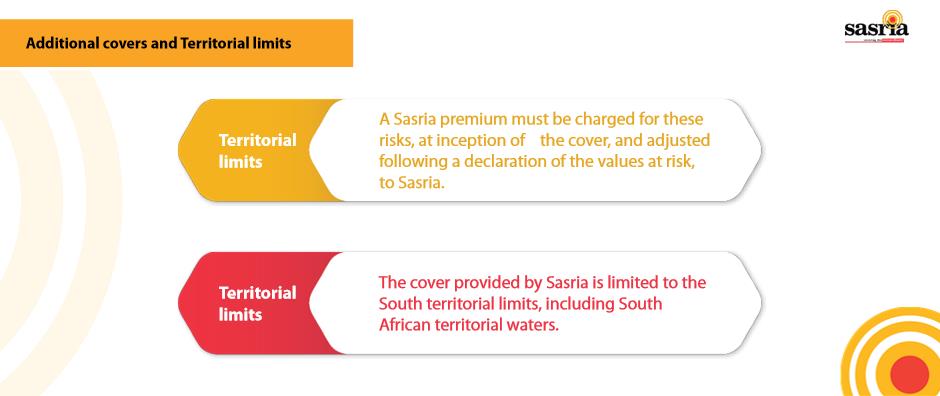 Additional covers and Territorial limits
sasria
Territorial
limits
A Sasria premium must be charged for these
risks, at inception of the cover, and adjusted
following a declaration of the values at risk,
to Sasria.
Territorial
limits
The cover provided by Sasria is limited to the
South territorial limits, including South
African territorial waters.